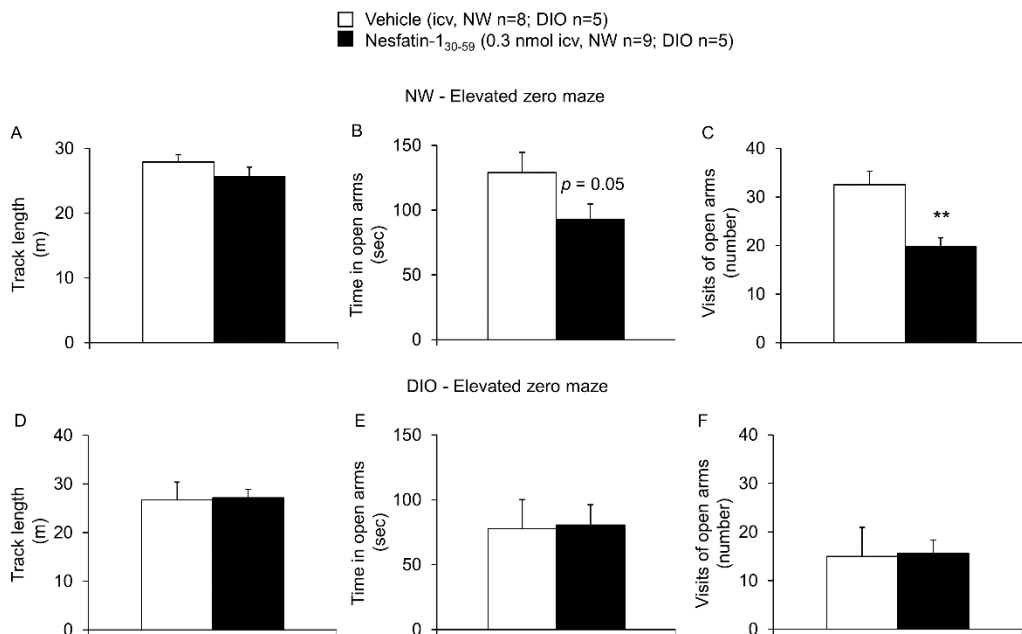 Vehicle (icv, NW n=8; DIO n=5)
Nesfatin-1₃₀₋₅₉ (0.3 nmol icv, NW n=9; DIO n=5)
NW - Elevated zero maze
A
Track length
(m)
30
20
10
0
B
Time in open arms
(sec)
150
100
50
0
p = 0.05
C
Visits of open arms
(number)
40
30
20
10
0
**
DIO - Elevated zero maze
D
Track length
(m)
40
30
20
10
0
E
Time in open arms
(sec)
150
100
50
0
F
Visits of open arms
(number)
40
30
20
10
0